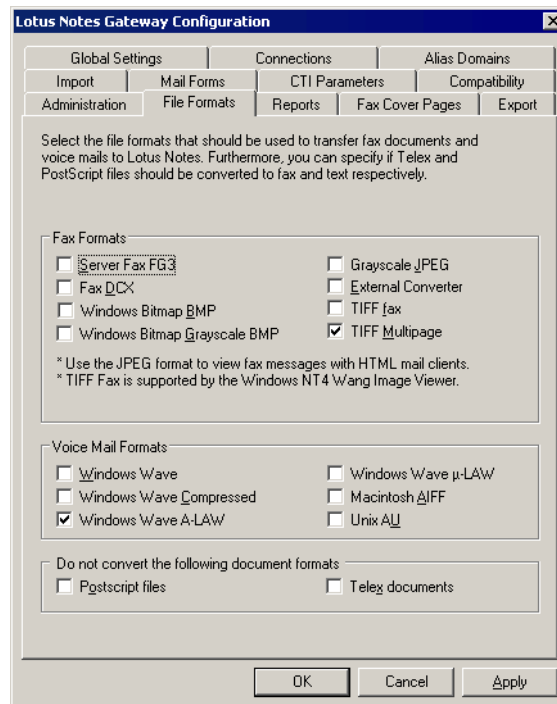 Lotus Notes Gateway Configuration
Global Settings Connections Alias Domains
Import Mail Forms CTI Parameters Compatibility
Administration File Formats Reports Fax Cover Pages Export
Select the file formats that should be used to transfer fax documents and
voice mails to Lotus Notes. Furthermore, you can specify if Telex and
PostScript files should be converted to fax and text respectively.
Fax Formats
Server Fax FG3 Grayscale JPEG
Fax DCX External Converter
Windows Bitmap BMP TIFF fax
Windows Bitmap Grayscale BMP TIFF Multipage
* Use the JPEG format to view fax messages with HTML mail clients.
* TIFF Fax is supported by the Windows NT4 Wang Image Viewer.
Voice Mail Formats
Windows Wave Windows Wave µ-LAW
Windows Wave Compressed Macintosh AIFF
Windows Wave A-LAW Unix AU
Do not convert the following document formats
Postscript files Telex documents
OK Cancel Apply